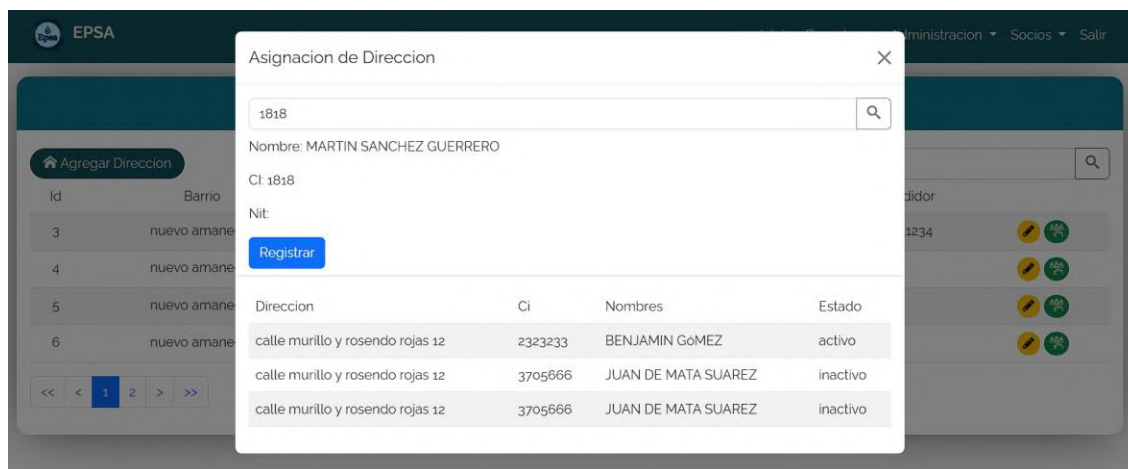 EPSA
ministracion Socios Salir
Asignacion de Direccion
1818
Nombre: MARTIN SANCHEZ GUERRERO
CI: 1818
Nit:
Registrar
Agregar Direccion
Id Barrio didor
3 nuevo amane 1234
4 nuevo amane
5 nuevo amane
6 nuevo amane
<< < 1 2 > >>
Direccion Ci Nombres Estado
calle murillo y rosendo rojas 12 2323233 BENJAMIN GóMEZ activo
calle murillo y rosendo rojas 12 3705666 JUAN DE MATA SUAREZ inactivo
calle murillo y rosendo rojas 12 3705666 JUAN DE MATA SUAREZ inactivo